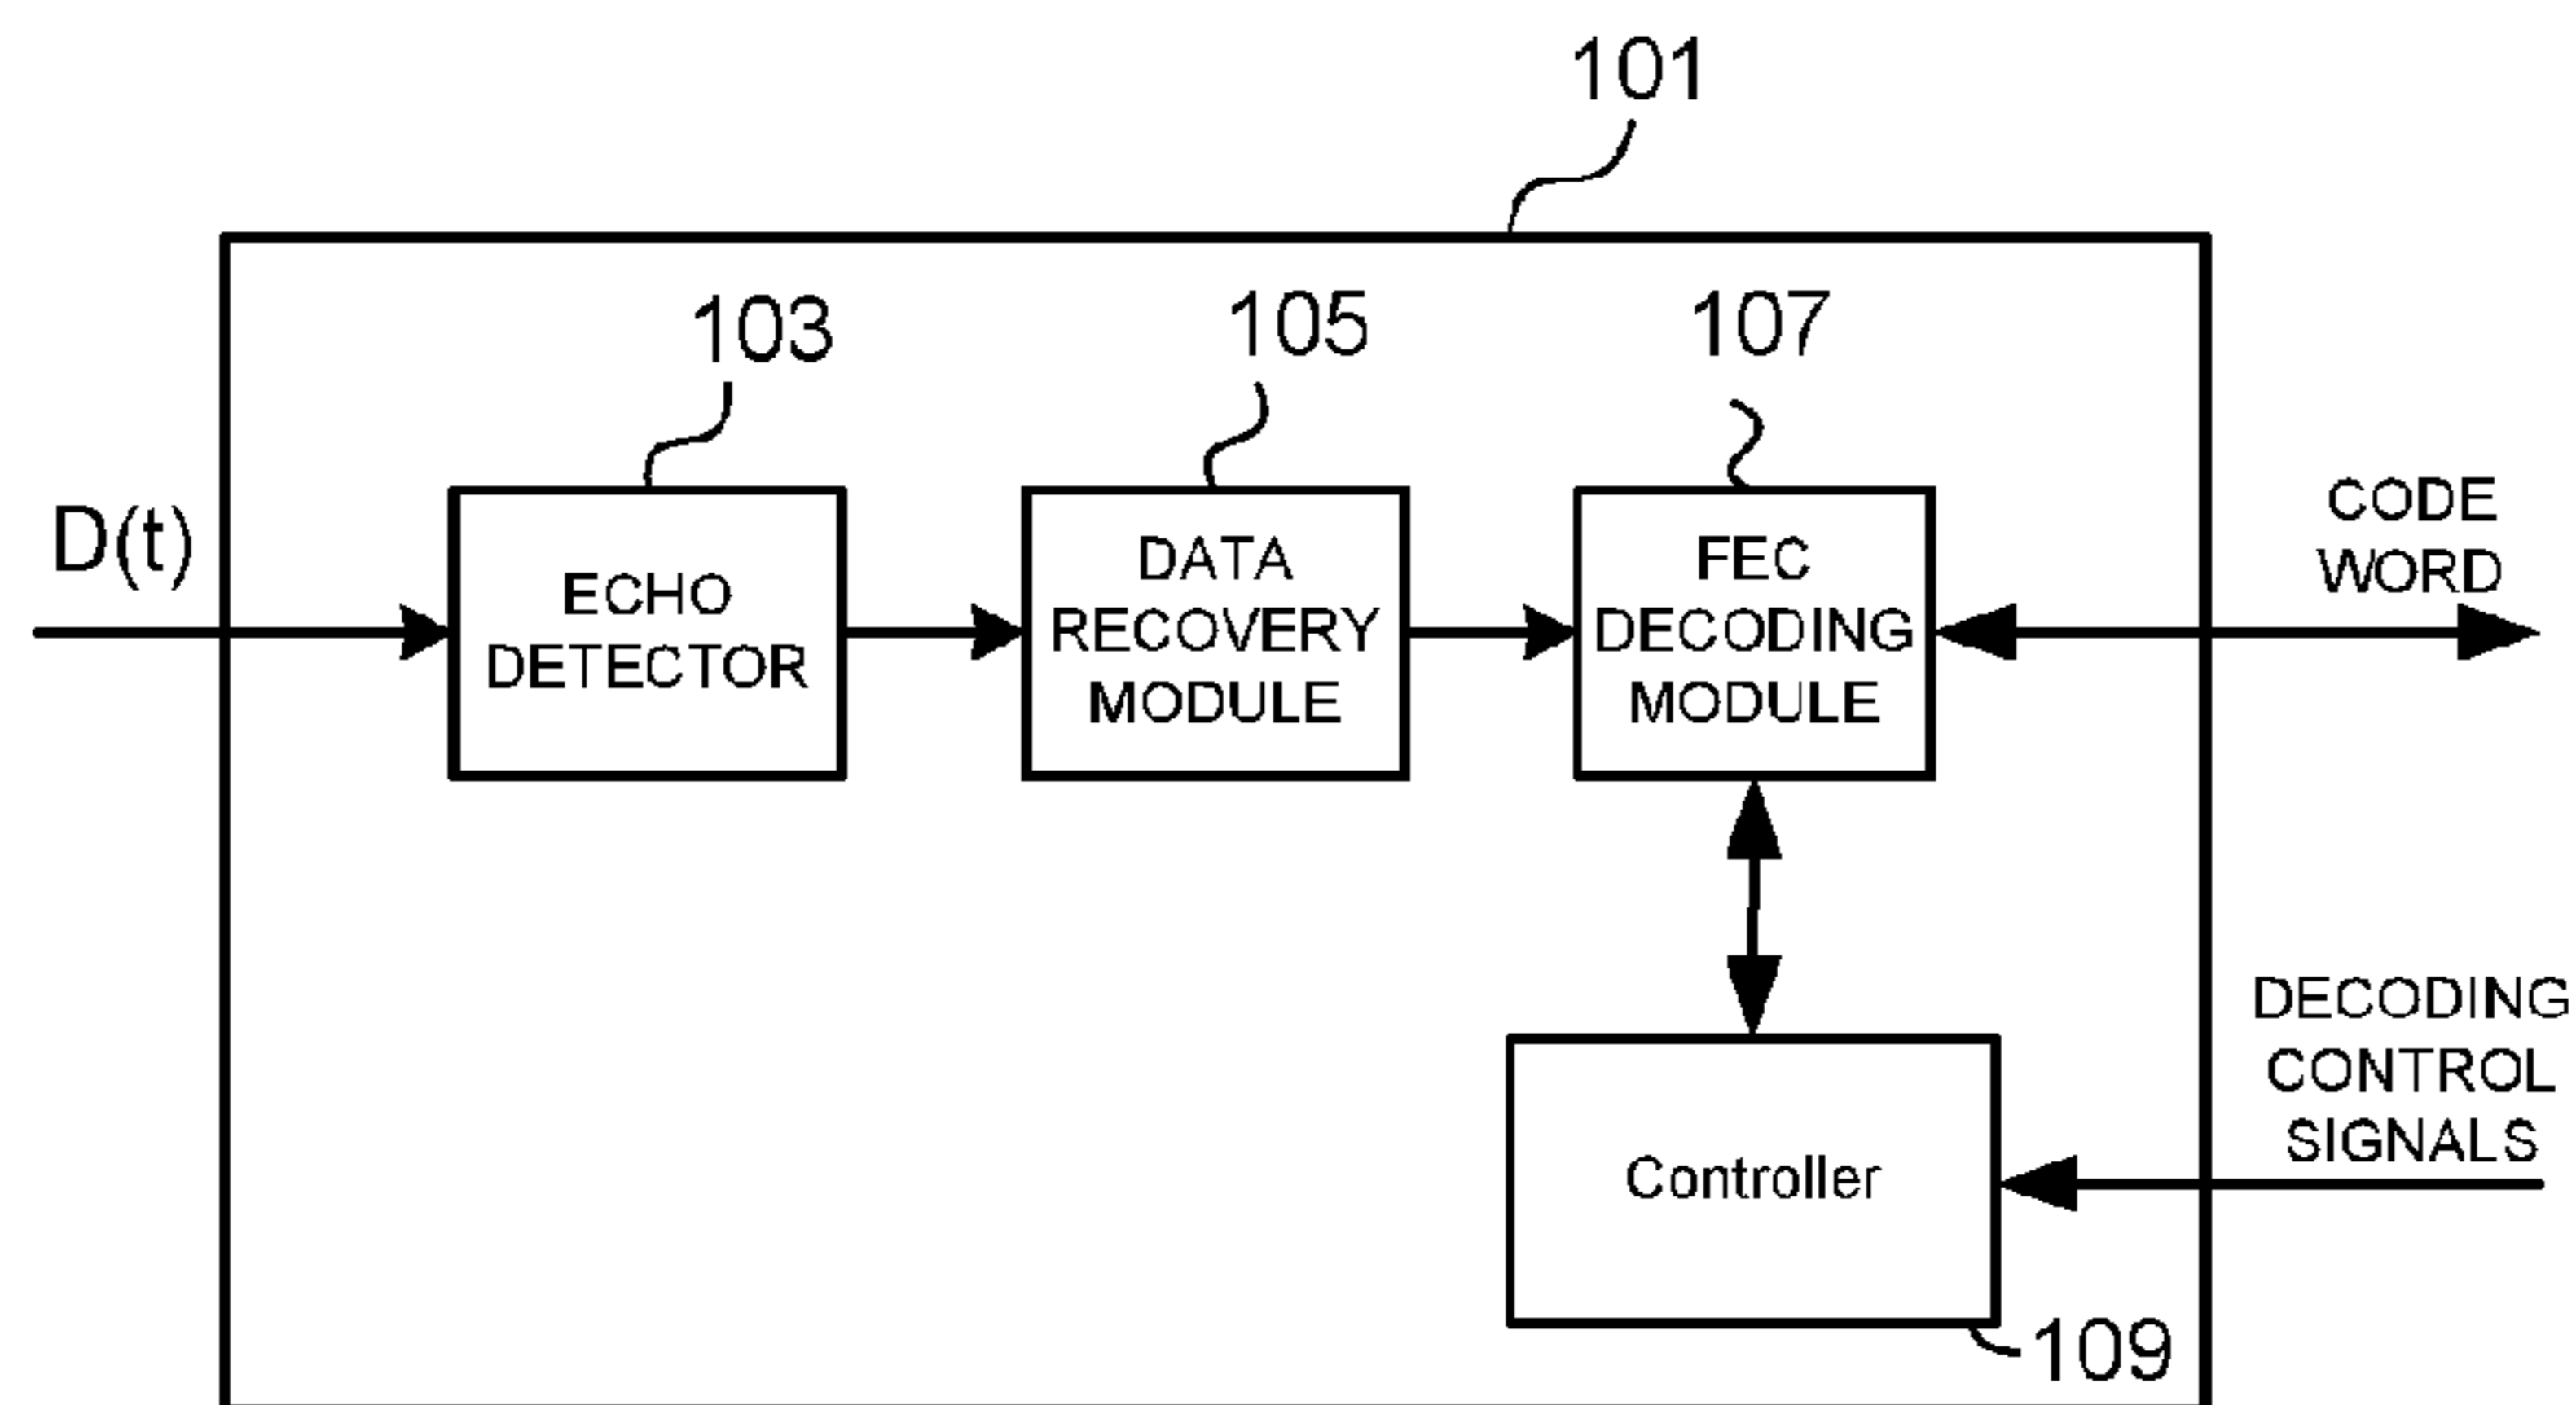 101
103
105
107
D(t)
ECHO
DETECTOR
DATA
RECOVERY
MODULE
FEC
DECODING
MODULE
CODE
WORD
DECODING
CONTROL
SIGNALS
Controller
109